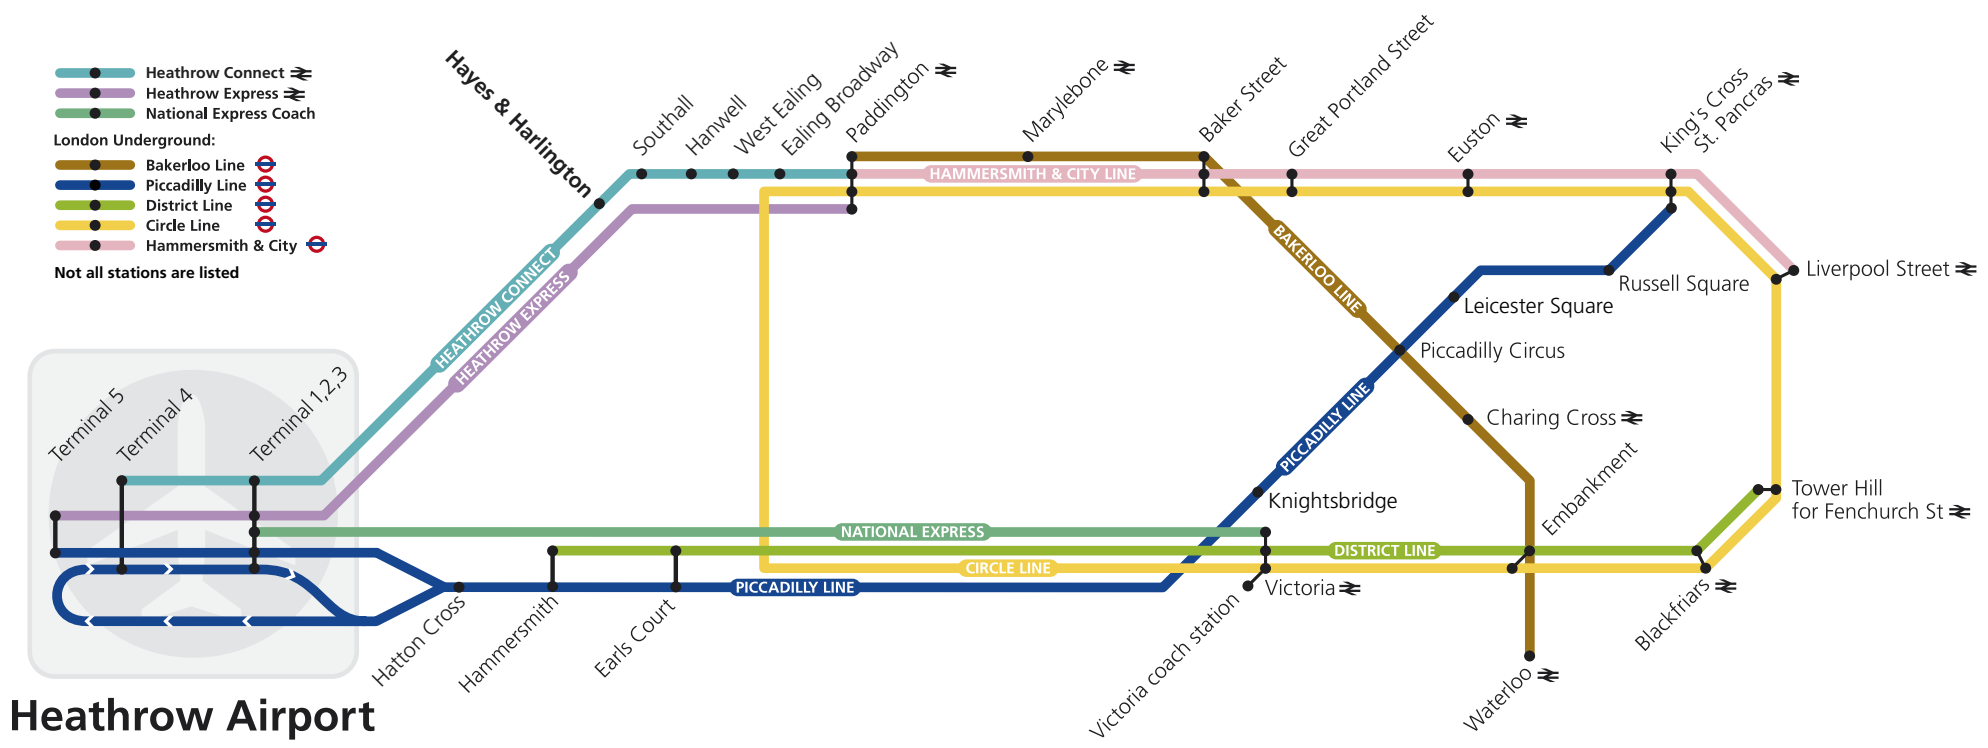 Heathrow Connect
Heathrow Express
National Express Coach
London Underground:
Bakerloo Line
Piccadilly Line
District Line
Circle Line
Hammersmith & City
Not all stations are listed
Hayes & Harlington
Southall
Hanwell
West Ealing
Ealing Broadway
Paddington
Marylebone
Baker Street
Great Portland Street
Euston
King's Cross
St. Pancras
HAMMERSMITH & CITY LINE
HEATHROW CONNECT
HEATHROW EXPRESS
BAKERLOO LINE
Liverpool Street
Russell Square
Leicester Square
Piccadilly Circus
PICCADILLY LINE
Charing Cross
Terminal 5
Terminal 4
Terminal 1,2,3
Knightsbridge
Embankment
Tower Hill
for Fenchurch St
NATIONAL EXPRESS
DISTRICT LINE
CIRCLE LINE
PICCADILLY LINE
Victoria
Hatton Cross
Hammersmith
Earls Court
Victoria coach station
Blackfriars
Waterloo
Heathrow Airport